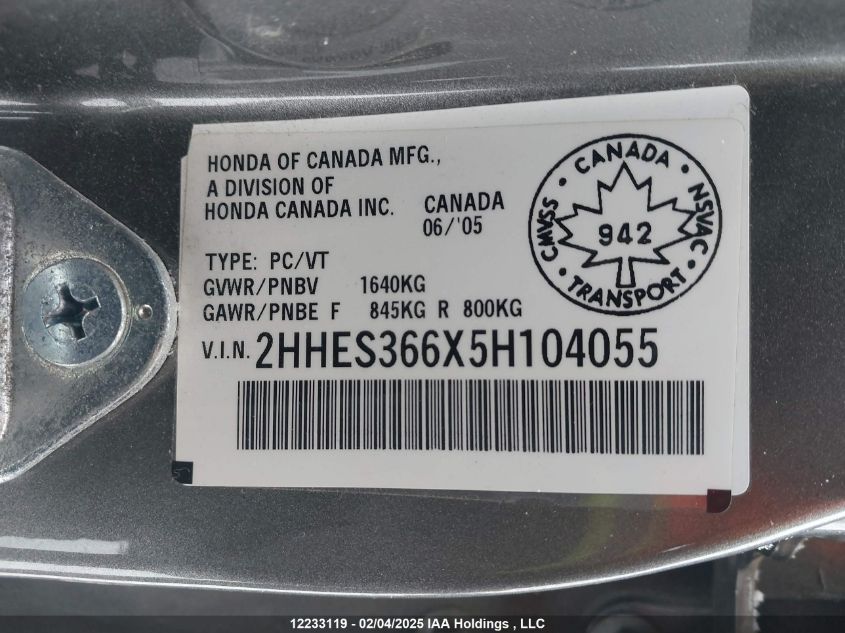 HONDA OF CANADA MFG.,
A DIVISION OF
HONDA CANADA INC. CANADA
06/'05
TYPE: PC/VT
GVWR/PNBV 1640KG
GAWR/PNBE F 845KG R 800KG
V.I.N. 2HHES366X5H104055
• CANADA •
CMVSS 942 NSVAC
• TRANSPORT •
12233119 - 02/04/2025 IAA Holdings , LLC